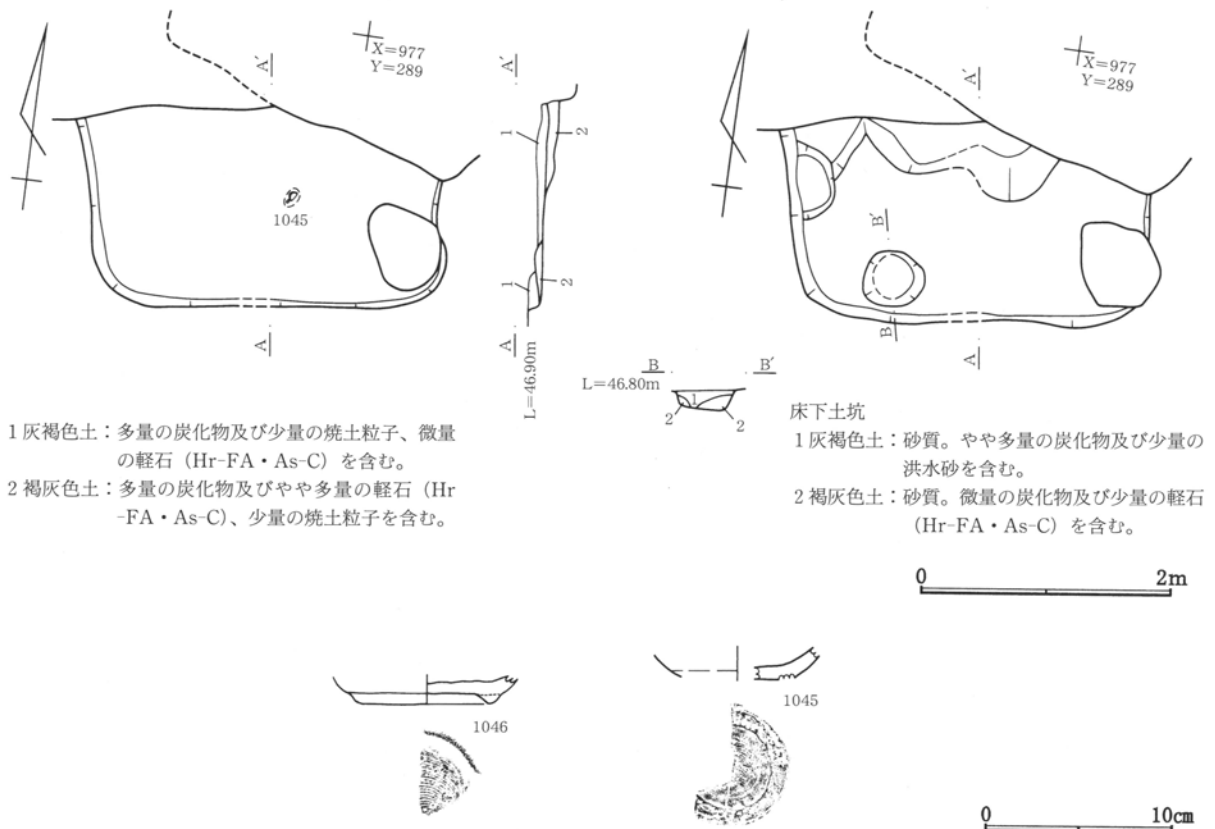 X=977
Y=289
A′
A′
1
2
1045
1
2
A
A
L=46.90m
X=977
Y=289
A′
B′
B
A
B
B′
L=46.80m
1
2
2
1灰褐色土：多量の炭化物及び少量の焼土粒子、微量
の軽石（Hr-FA・As-C）を含む。
2褐灰色土：多量の炭化物及びやや多量の軽石（Hr
-FA・As-C）、少量の焼土粒子を含む。
床下土坑
1灰褐色土：砂質。やや多量の炭化物及び少量の
洪水砂を含む。
2褐灰色土：砂質。微量の炭化物及び少量の軽石
（Hr-FA・As-C）を含む。
0 2m
1046
1045
0 10cm